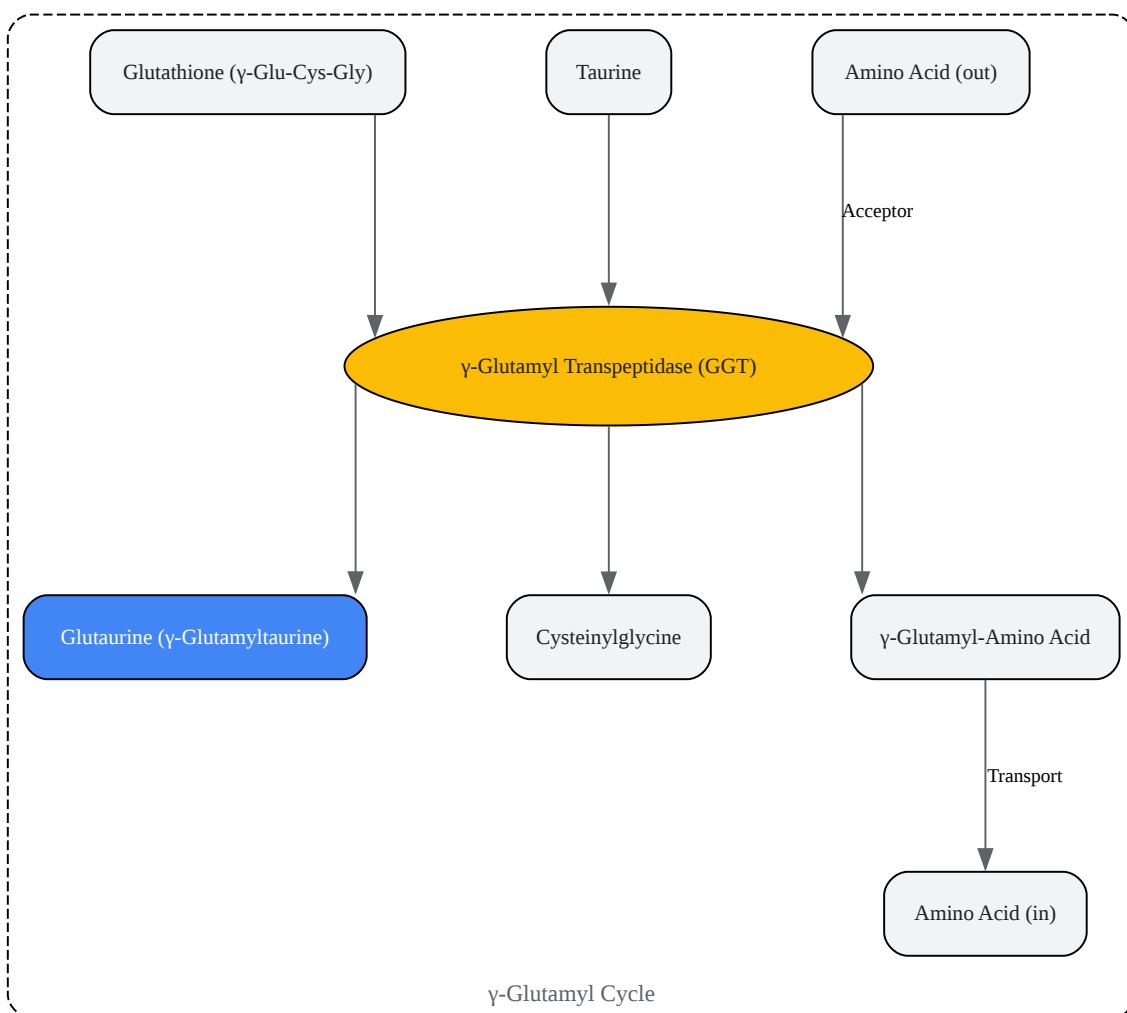 Glutathione (γ-Glu-Cys-Gly)
Taurine
Amino Acid (out)
Acceptor
γ-Glutamyl Transpeptidase (GGT)
Glutaurine (γ-Glutamyltaurine)
Cysteinylglycine
γ-Glutamyl-Amino Acid
Transport
Amino Acid (in)
γ-Glutamyl Cycle